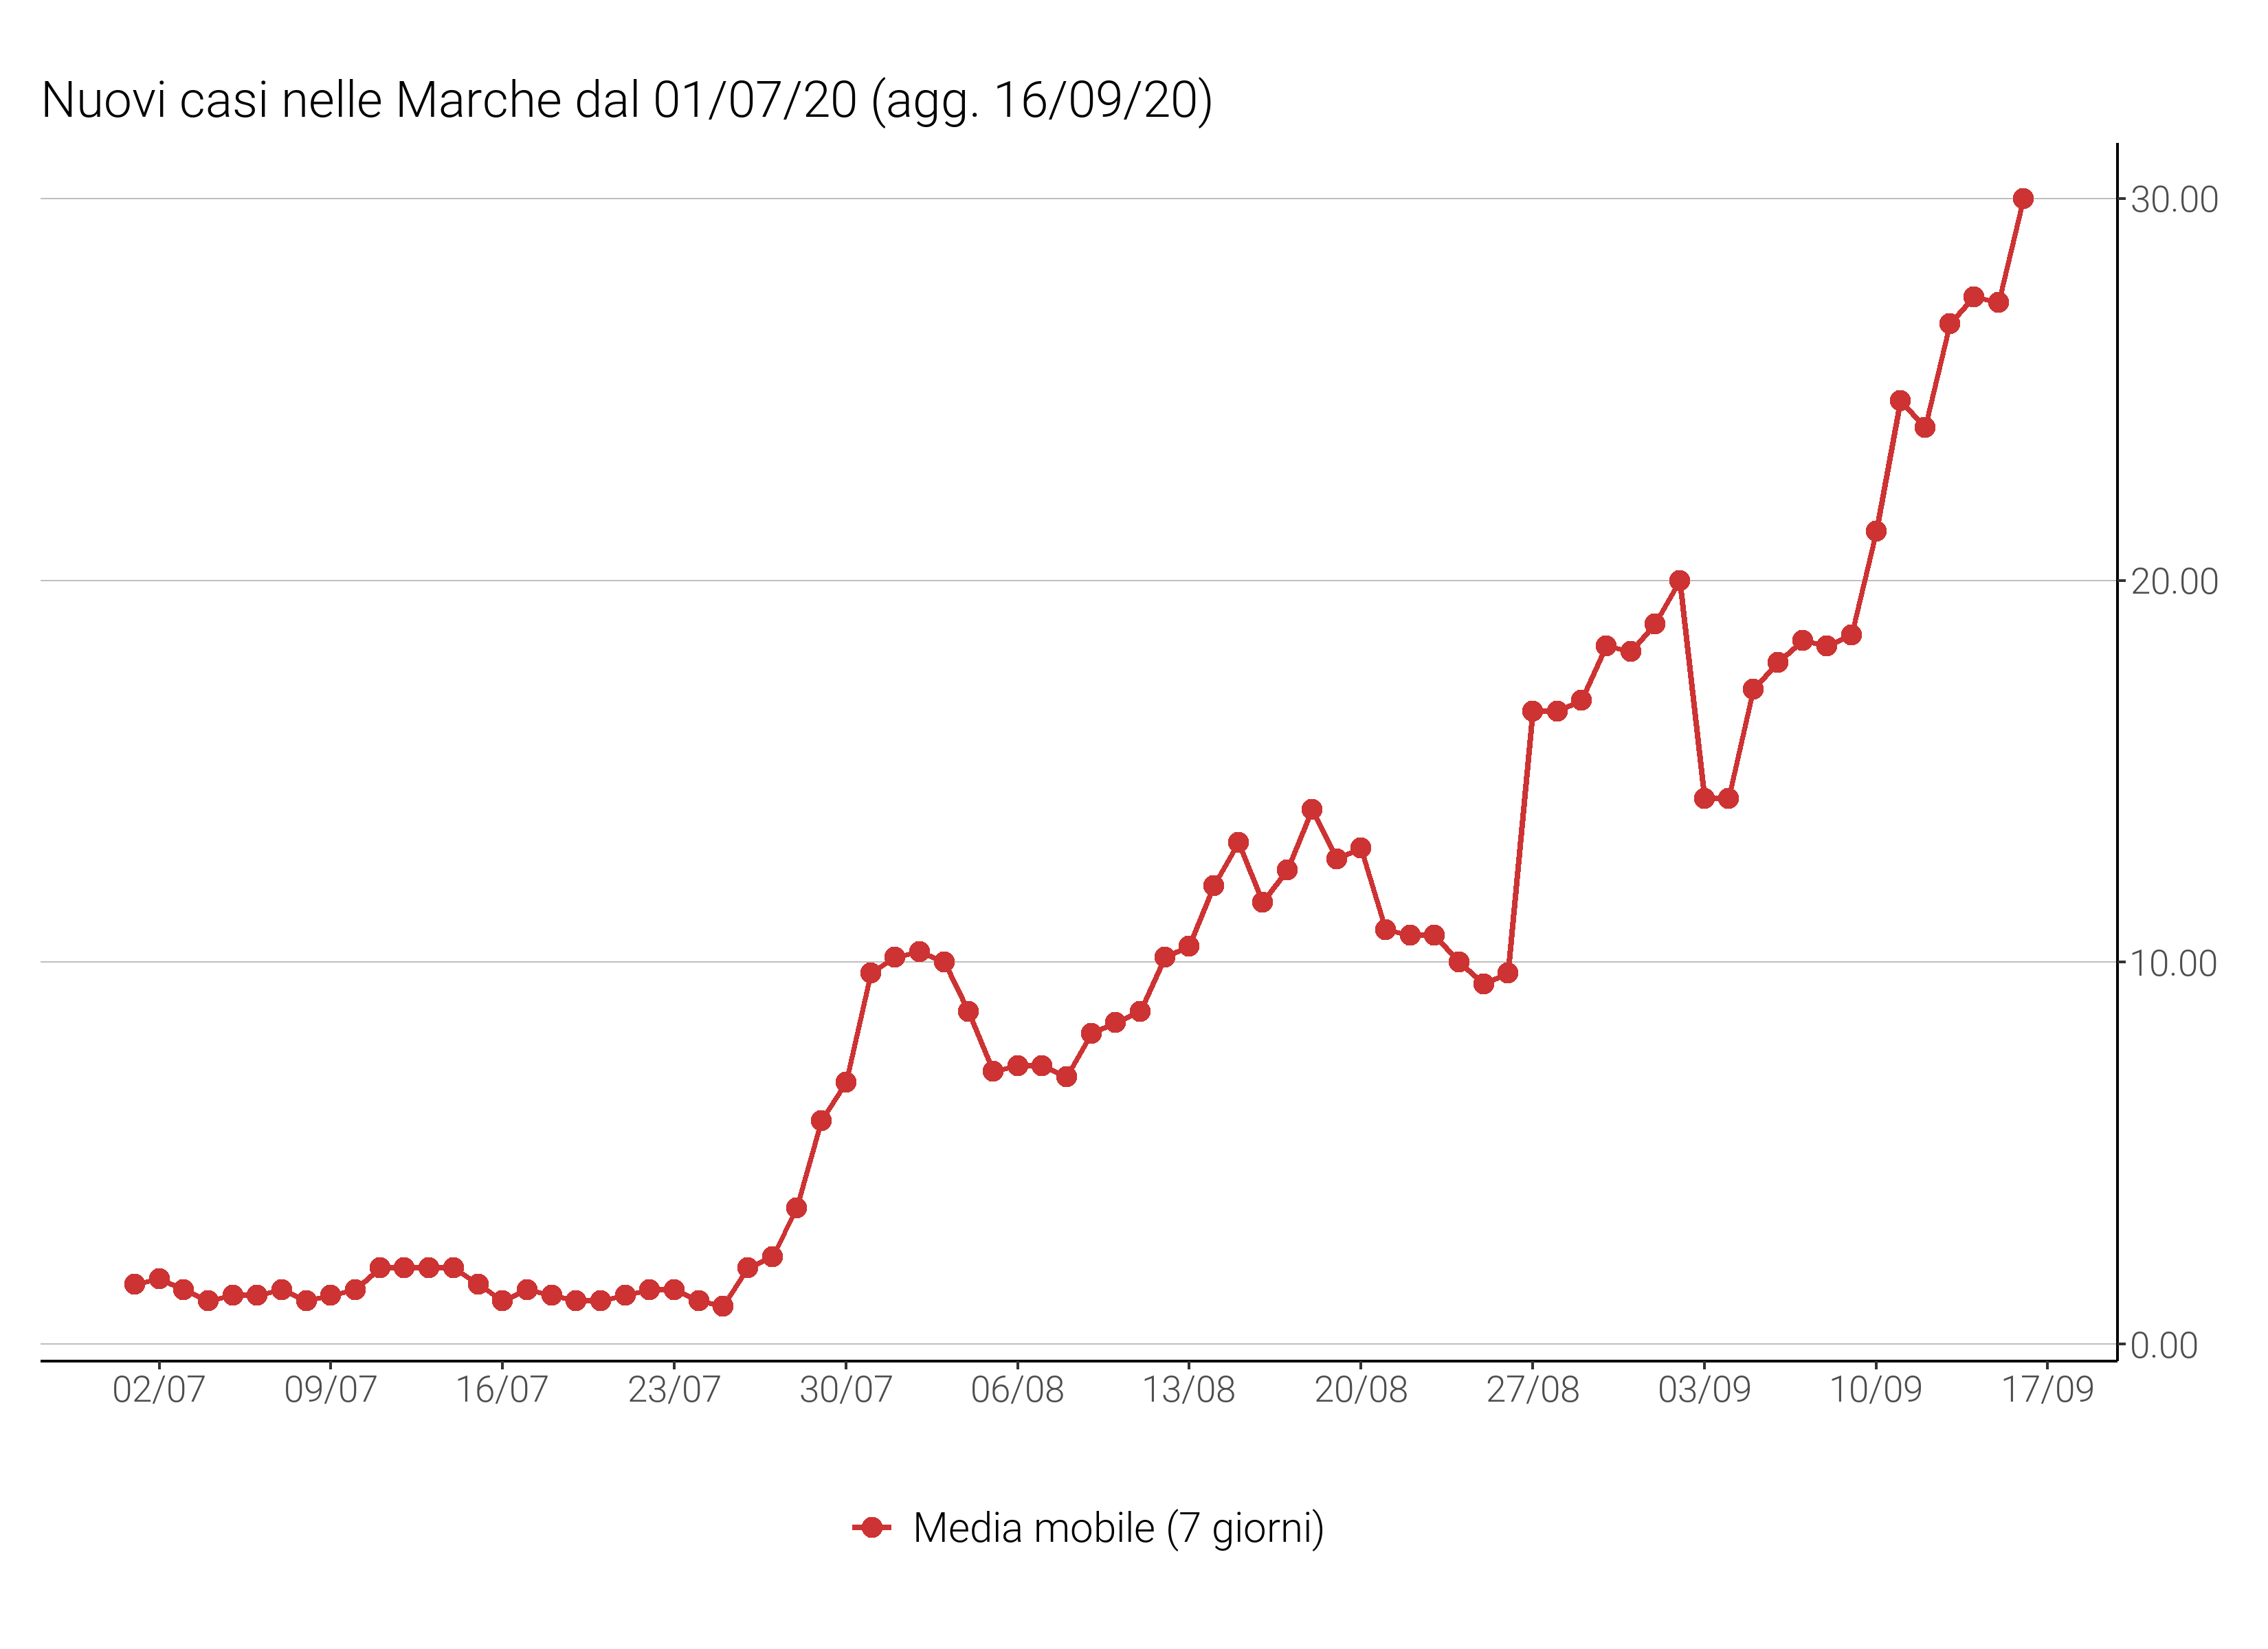 Nuovi casi nelle Marche dal 01/07/20 (agg. 16/09/20)
30.00
20.00
10.00
0.00
02/07 09/07 16/07 23/07 30/07 06/08 13/08 20/08 27/08 03/09 10/09 17/09
Media mobile (7 giorni)